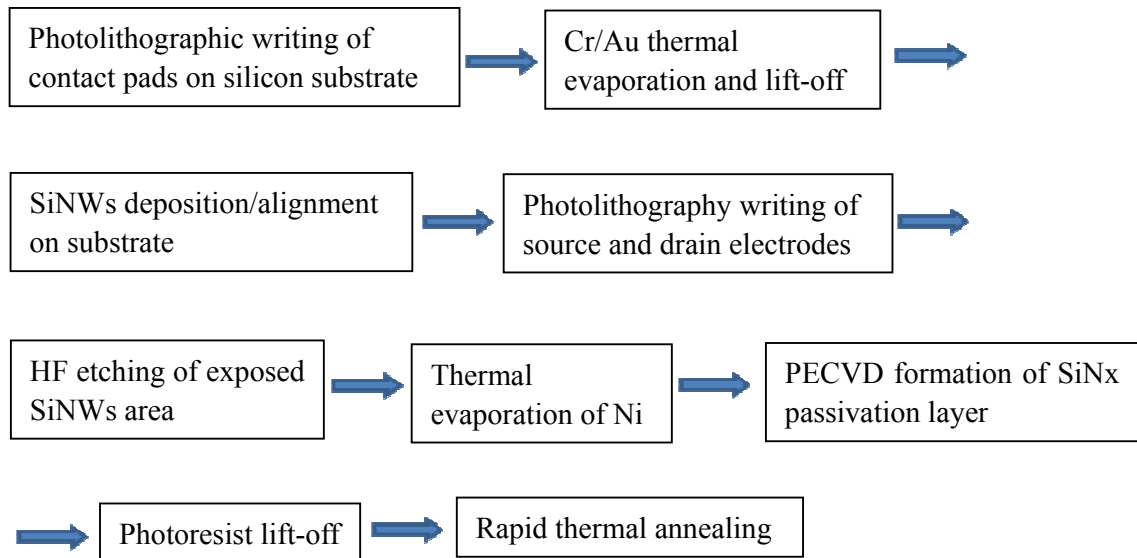 Photolithographic writing of
contact pads on silicon substrate
Cr/Au thermal
evaporation and lift-off
SiNWs deposition/alignment
on substrate
Photolithography writing of
source and drain electrodes
HF etching of exposed
SiNWs area
Thermal
evaporation of Ni
PECVD formation of SiNx
passivation layer
Photoresist lift-off
Rapid thermal annealing